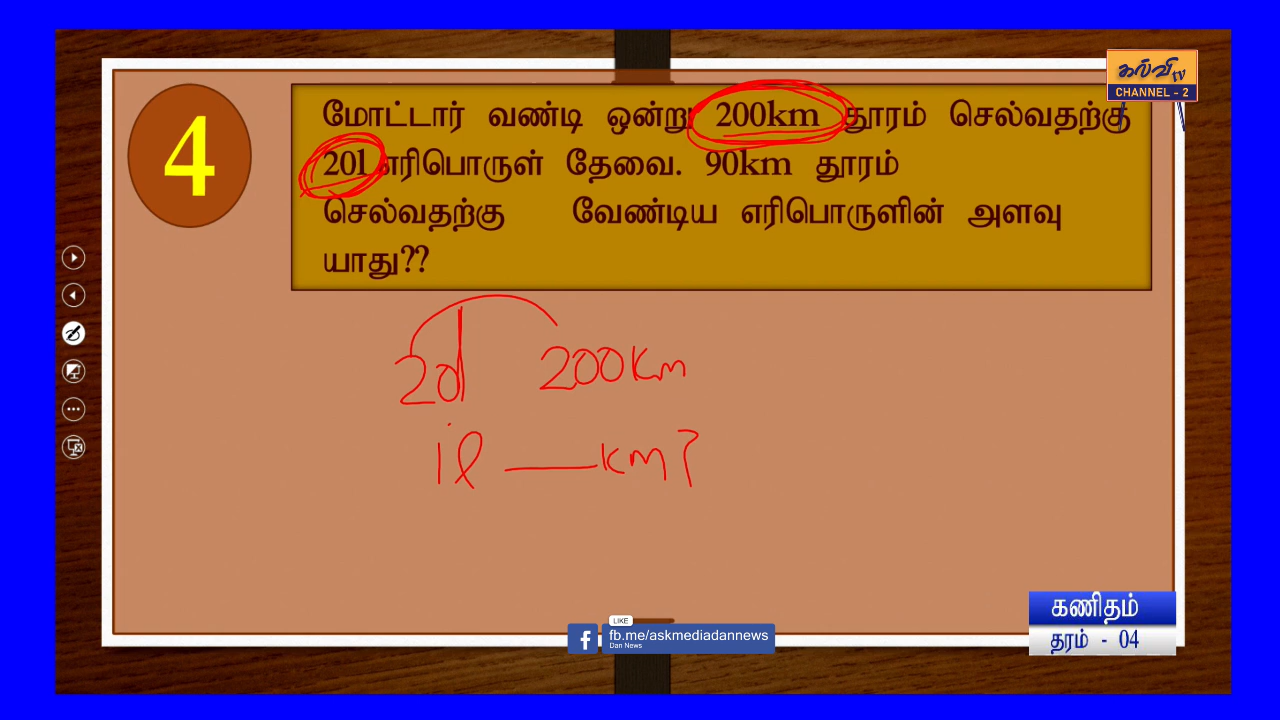 கல்வி tv
CHANNEL - 2
4
மோட்டார் வண்டி ஒன்று 200km தூரம் செல்வதற்கு
20l எரிபொருள் தேவை. 90km தூரம்
செல்வதற்கு வேண்டிய எரிபொருளின் அளவு
யாது??
20l 200km
1l ——km?
LIKE
fb.me/askmediadannews
Dan News
கணிதம்
தரம் - 04